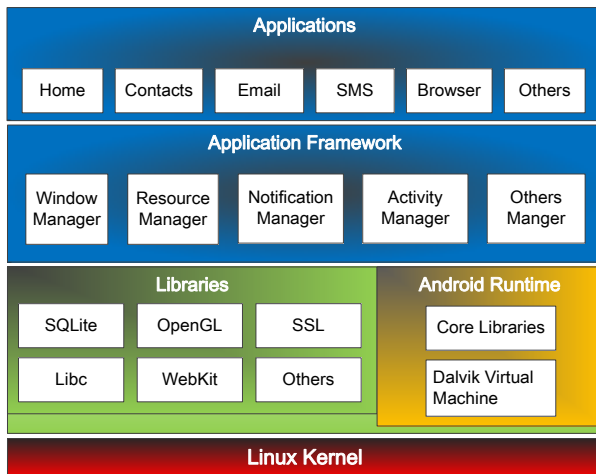 Applications
Home
Contacts
Email
SMS
Browser
Others
Application Framework
Window
Manager
Resource
Manager
Notification
Manager
Activity
Manager
Others
Manger
Libraries
SQLite
OpenGL
SSL
Libc
WebKit
Others
Android Runtime
Core Libraries
Dalvik Virtual
Machine
Linux Kernel